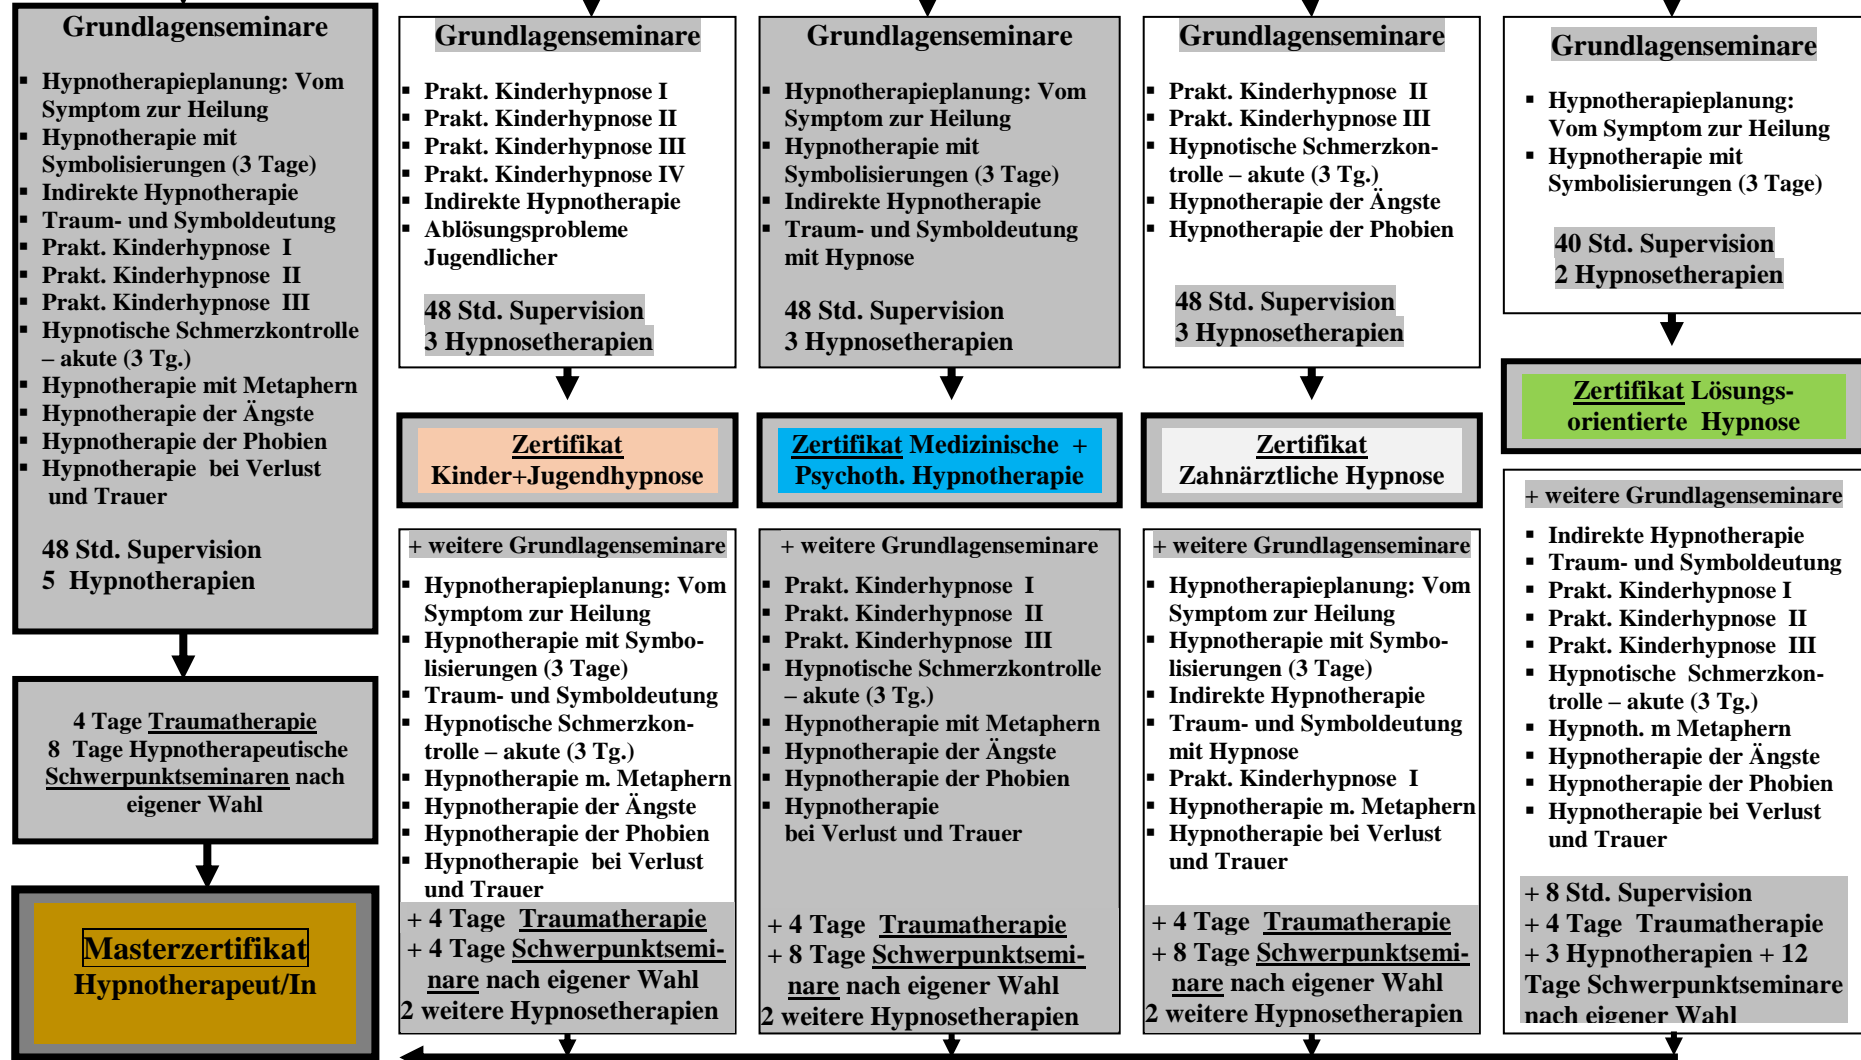 Grundlagenseminare
▪ Hypnotherapieplanung: Vom
Symptom zur Heilung
▪ Hypnotherapie mit
Symbolisierungen (3 Tage)
▪ Indirekte Hypnotherapie
▪ Traum- und Symboldeutung
▪ Prakt. Kinderhypnose I
▪ Prakt. Kinderhypnose II
▪ Prakt. Kinderhypnose III
▪ Hypnotische Schmerzkontrolle
– akute (3 Tg.)
▪ Hypnotherapie mit Metaphern
▪ Hypnotherapie der Ängste
▪ Hypnotherapie der Phobien
▪ Hypnotherapie bei Verlust
und Trauer
48 Std. Supervision
5 Hypnotherapien
4 Tage Traumatherapie
8 Tage Hypnotherapeutische
Schwerpunktseminaren nach
eigener Wahl
Masterzertifikat
Hypnotherapeut/In
Grundlagenseminare
▪ Prakt. Kinderhypnose I
▪ Prakt. Kinderhypnose II
▪ Prakt. Kinderhypnose III
▪ Prakt. Kinderhypnose IV
▪ Indirekte Hypnotherapie
▪ Ablösungsprobleme
Jugendlicher
48 Std. Supervision
3 Hypnosetherapien
Zertifikat
Kinder+Jugendhypnose
+ weitere Grundlagenseminare
▪ Hypnotherapieplanung: Vom
Symptom zur Heilung
▪ Hypnotherapie mit Symbo-
lisierungen (3 Tage)
▪ Traum- und Symboldeutung
▪ Hypnotische Schmerzkon-
trolle – akute (3 Tg.)
▪ Hypnotherapie m. Metaphern
▪ Hypnotherapie der Ängste
▪ Hypnotherapie der Phobien
▪ Hypnotherapie bei Verlust
und Trauer
+ 4 Tage Traumatherapie
+ 4 Tage Schwerpunktsemi-
nare nach eigener Wahl
2 weitere Hypnosetherapien
Grundlagenseminare
▪ Hypnotherapieplanung: Vom
Symptom zur Heilung
▪ Hypnotherapie mit
Symbolisierungen (3 Tage)
▪ Indirekte Hypnotherapie
▪ Traum- und Symboldeutung
mit Hypnose
48 Std. Supervision
3 Hypnosetherapien
Zertifikat Medizinische +
Psychoth. Hypnotherapie
+ weitere Grundlagenseminare
▪ Prakt. Kinderhypnose I
▪ Prakt. Kinderhypnose II
▪ Prakt. Kinderhypnose III
▪ Hypnotische Schmerzkontrolle
– akute (3 Tg.)
▪ Hypnotherapie mit Metaphern
▪ Hypnotherapie der Ängste
▪ Hypnotherapie der Phobien
▪ Hypnotherapie
bei Verlust und Trauer
+ 4 Tage Traumatherapie
+ 8 Tage Schwerpunktsemi-
nare nach eigener Wahl
2 weitere Hypnosetherapien
Grundlagenseminare
▪ Prakt. Kinderhypnose II
▪ Prakt. Kinderhypnose III
▪ Hypnotische Schmerzkon-
trolle – akute (3 Tg.)
▪ Hypnotherapie der Ängste
▪ Hypnotherapie der Phobien
48 Std. Supervision
3 Hypnosetherapien
Zertifikat
Zahnärztliche Hypnose
+ weitere Grundlagenseminare
▪ Hypnotherapieplanung: Vom
Symptom zur Heilung
▪ Hypnotherapie mit Symbo-
lisierungen (3 Tage)
▪ Indirekte Hypnotherapie
▪ Traum- und Symboldeutung
mit Hypnose
▪ Prakt. Kinderhypnose I
▪ Hypnotherapie m. Metaphern
▪ Hypnotherapie bei Verlust
und Trauer
+ 4 Tage Traumatherapie
+ 8 Tage Schwerpunktsemi-
nare nach eigener Wahl
2 weitere Hypnosetherapien
Grundlagenseminare
▪ Hypnotherapieplanung:
Vom Symptom zur Heilung
▪ Hypnotherapie mit
Symbolisierungen (3 Tage)
40 Std. Supervision
2 Hypnosetherapien
Zertifikat Lösungs-
orientierte Hypnose
+ weitere Grundlagenseminare
▪ Indirekte Hypnotherapie
▪ Traum- und Symboldeutung
▪ Prakt. Kinderhypnose I
▪ Prakt. Kinderhypnose II
▪ Prakt. Kinderhypnose III
▪ Hypnotische Schmerzkon-
trolle – akute (3 Tg.)
▪ Hypnoth. m Metaphern
▪ Hypnotherapie der Ängste
▪ Hypnotherapie der Phobien
▪ Hypnotherapie bei Verlust
und Trauer
+ 8 Std. Supervision
+ 4 Tage Traumatherapie
+ 3 Hypnotherapien + 12
Tage Schwerpunktseminare
nach eigener Wahl